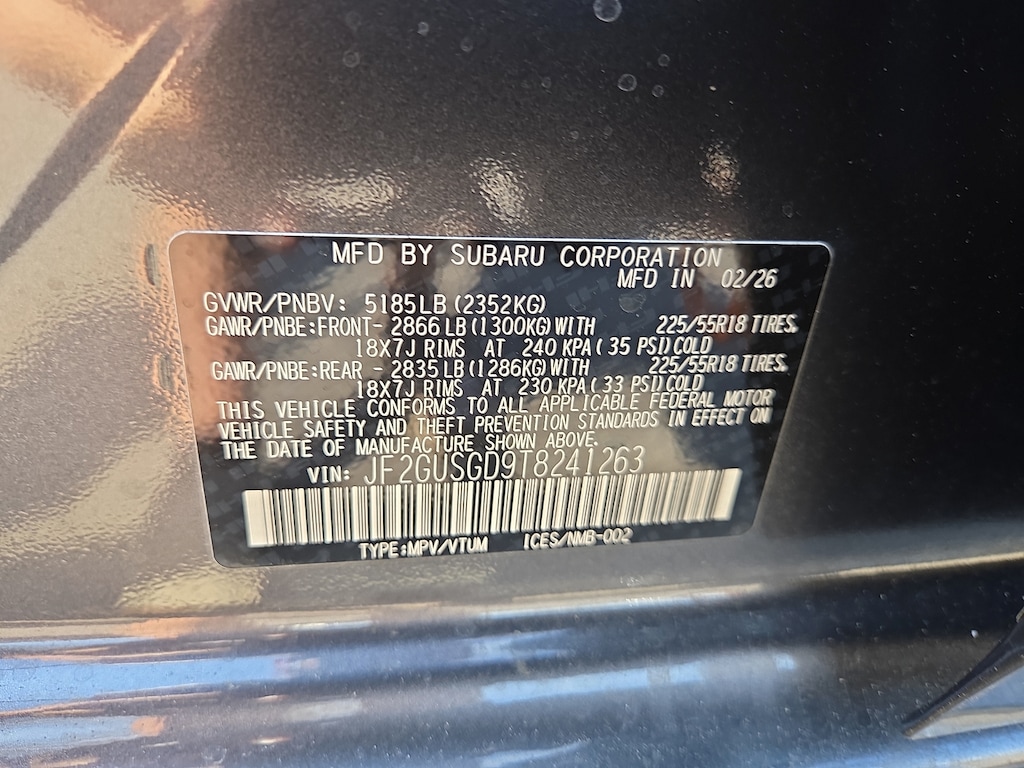 MFD BY SUBARU CORPORATION
MFD IN 02/26
GVWR/PNBV: 5185LB (2352KG)
GAWR/PNBE:FRONT- 2866 LB (1300KG) WITH 225/55R18 TIRES,
18X7J RIMS AT 240 KPA ( 35 PSI) COLD
GAWR/PNBE:REAR - 2835 LB (1286KG) WITH 225/55R18 TIRES,
18X7J RIMS AT 230 KPA ( 33 PSI) COLD
THIS VEHICLE CONFORMS TO ALL APPLICABLE FEDERAL MOTOR
VEHICLE SAFETY AND THEFT PREVENTION STANDARDS IN EFFECT ON
THE DATE OF MANUFACTURE SHOWN ABOVE.
VIN: JF2GUSGD9T8241263
TYPE:MPV/VTUM ICES/NMB-002